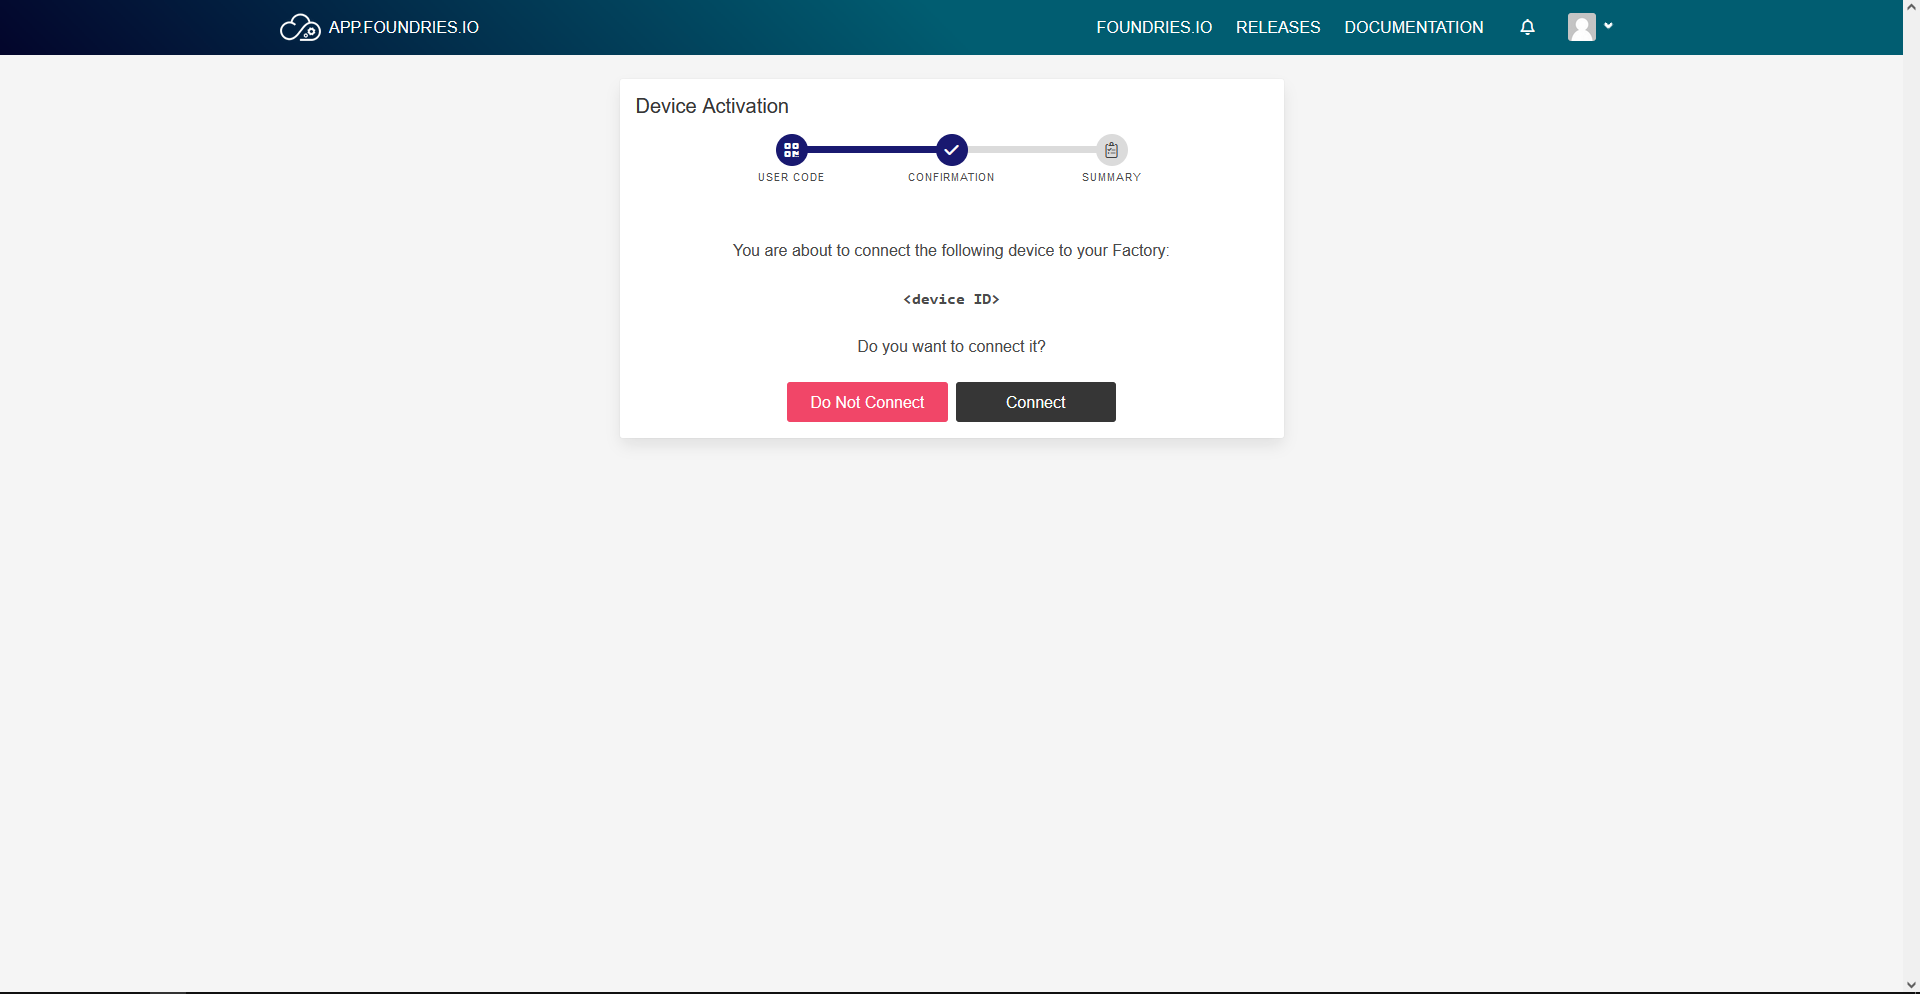 APP.FOUNDRIES.IO
FOUNDRIES.IO RELEASES DOCUMENTATION
Device Activation
USER CODE CONFIRMATION SUMMARY
You are about to connect the following device to your Factory:
<device ID>
Do you want to connect it?
Do Not Connect Connect